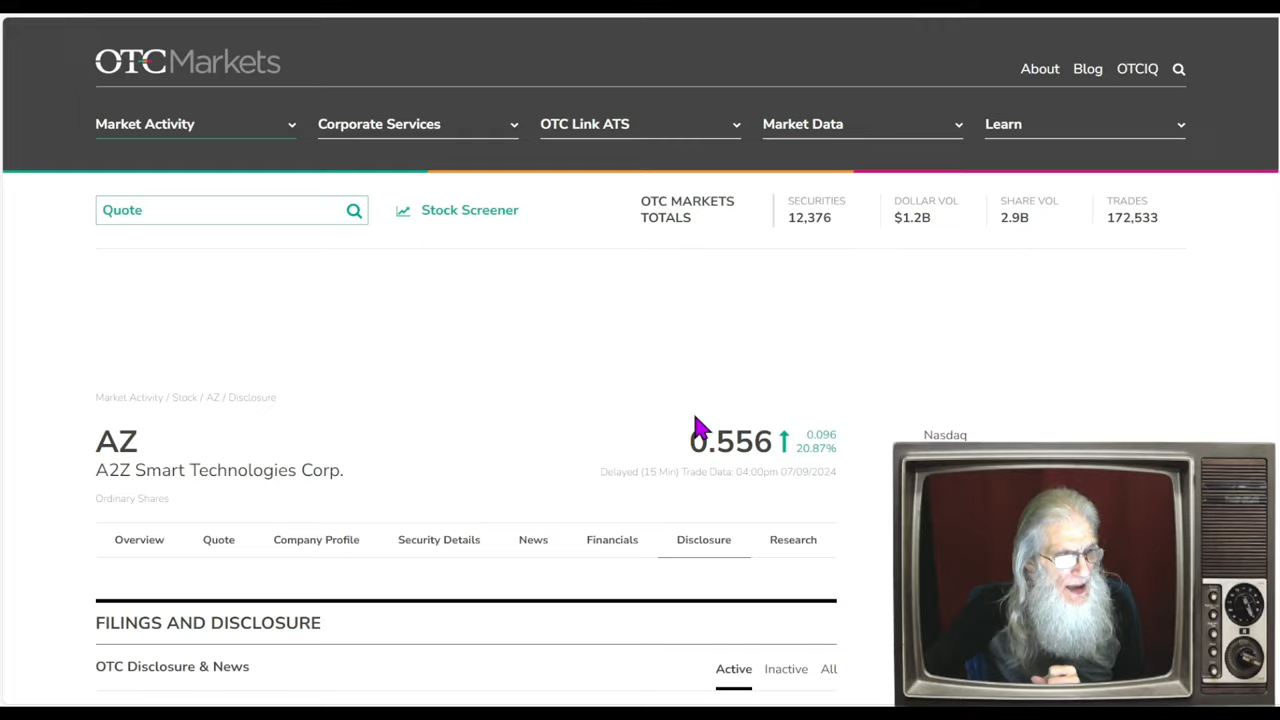 OTCMarkets
About Blog OTCIQ
Market Activity Corporate Services OTC Link ATS Market Data Learn
Quote
Stock Screener
OTC MARKETS TOTALS
SECURITIES 12,376
DOLLAR VOL $1.2B
SHARE VOL 2.9B
TRADES 172,533
Market Activity / Stock / AZ / Disclosure
AZ
0.556
0.096
20.87%
Nasdaq
A2Z Smart Technologies Corp.
Delayed (15 Min) Trade Data: 04:00pm 07/09/2024
Ordinary Shares
Overview Quote Company Profile Security Details News Financials Disclosure Research
FILINGS AND DISCLOSURE
OTC Disclosure & News
Active Inactive All